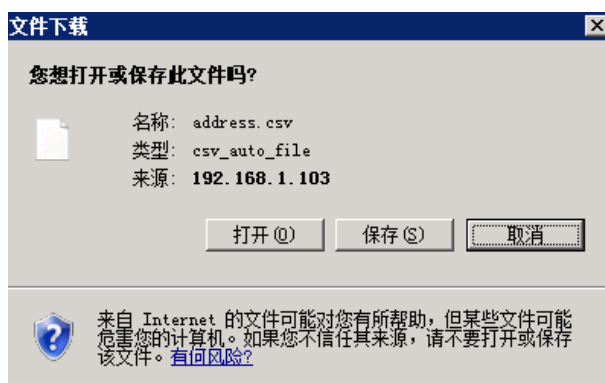 文件下载
您想打开或保存此文件吗?
名称: address.csv
类型: csv_auto_file
来源: 192.168.1.103
打开(O) 保存(S) 取消
来自 Internet 的文件可能对您有所帮助，但某些文件可能
危害您的计算机。如果您不信任其来源，请不要打开或保存
该文件。有何风险?